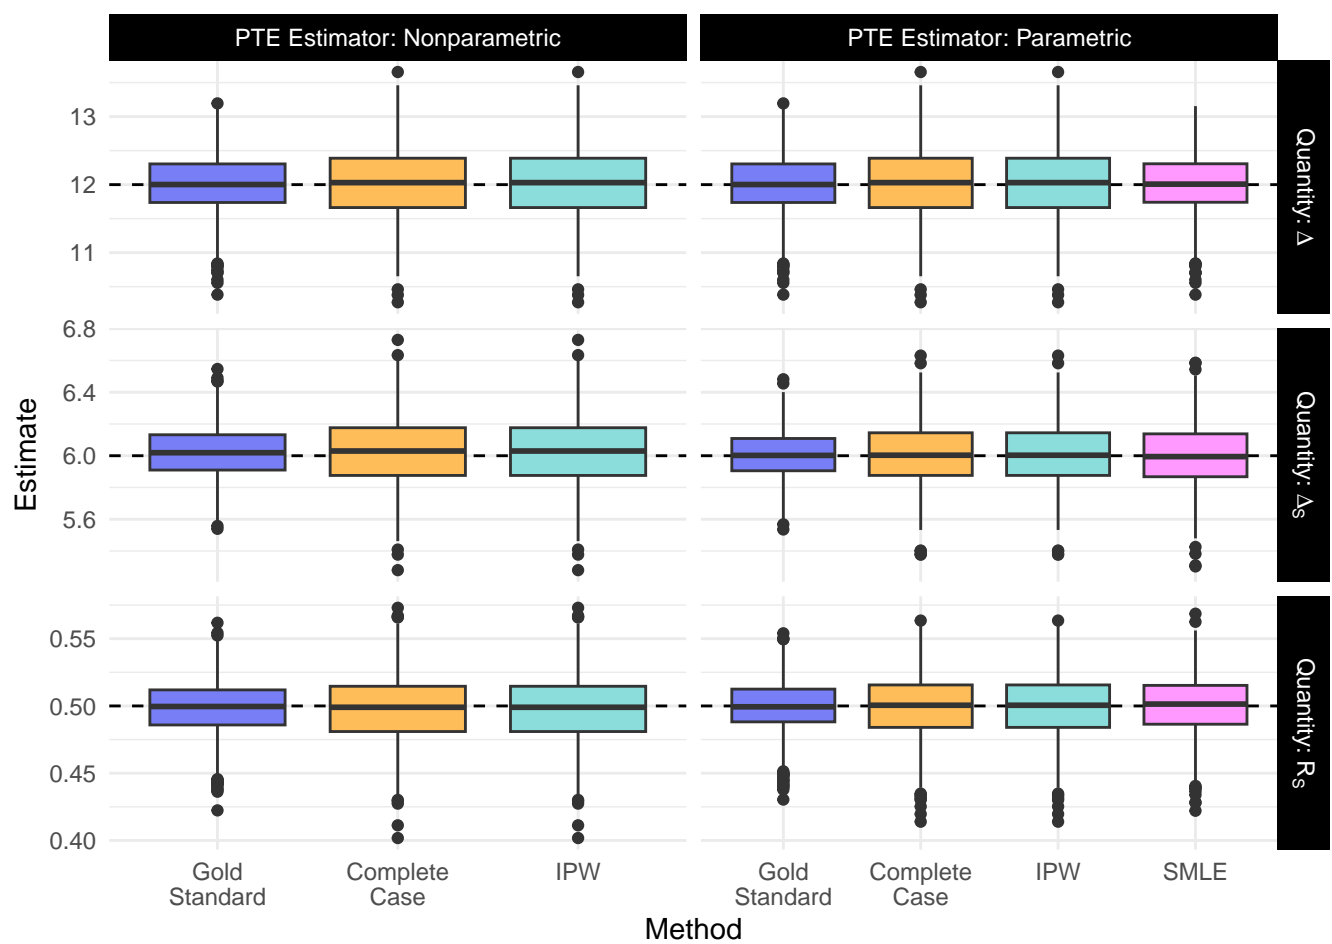 PTE Estimator: Nonparametric
PTE Estimator: Parametric
13
12
11
Quantity: Δ
6.8
6.4
6.0
5.6
Quantity: Δ_S
0.55
0.50
0.45
0.40
Quantity: R_S
Estimate
Gold
Standard
Complete
Case
IPW
Gold
Standard
Complete
Case
IPW
SMLE
Method